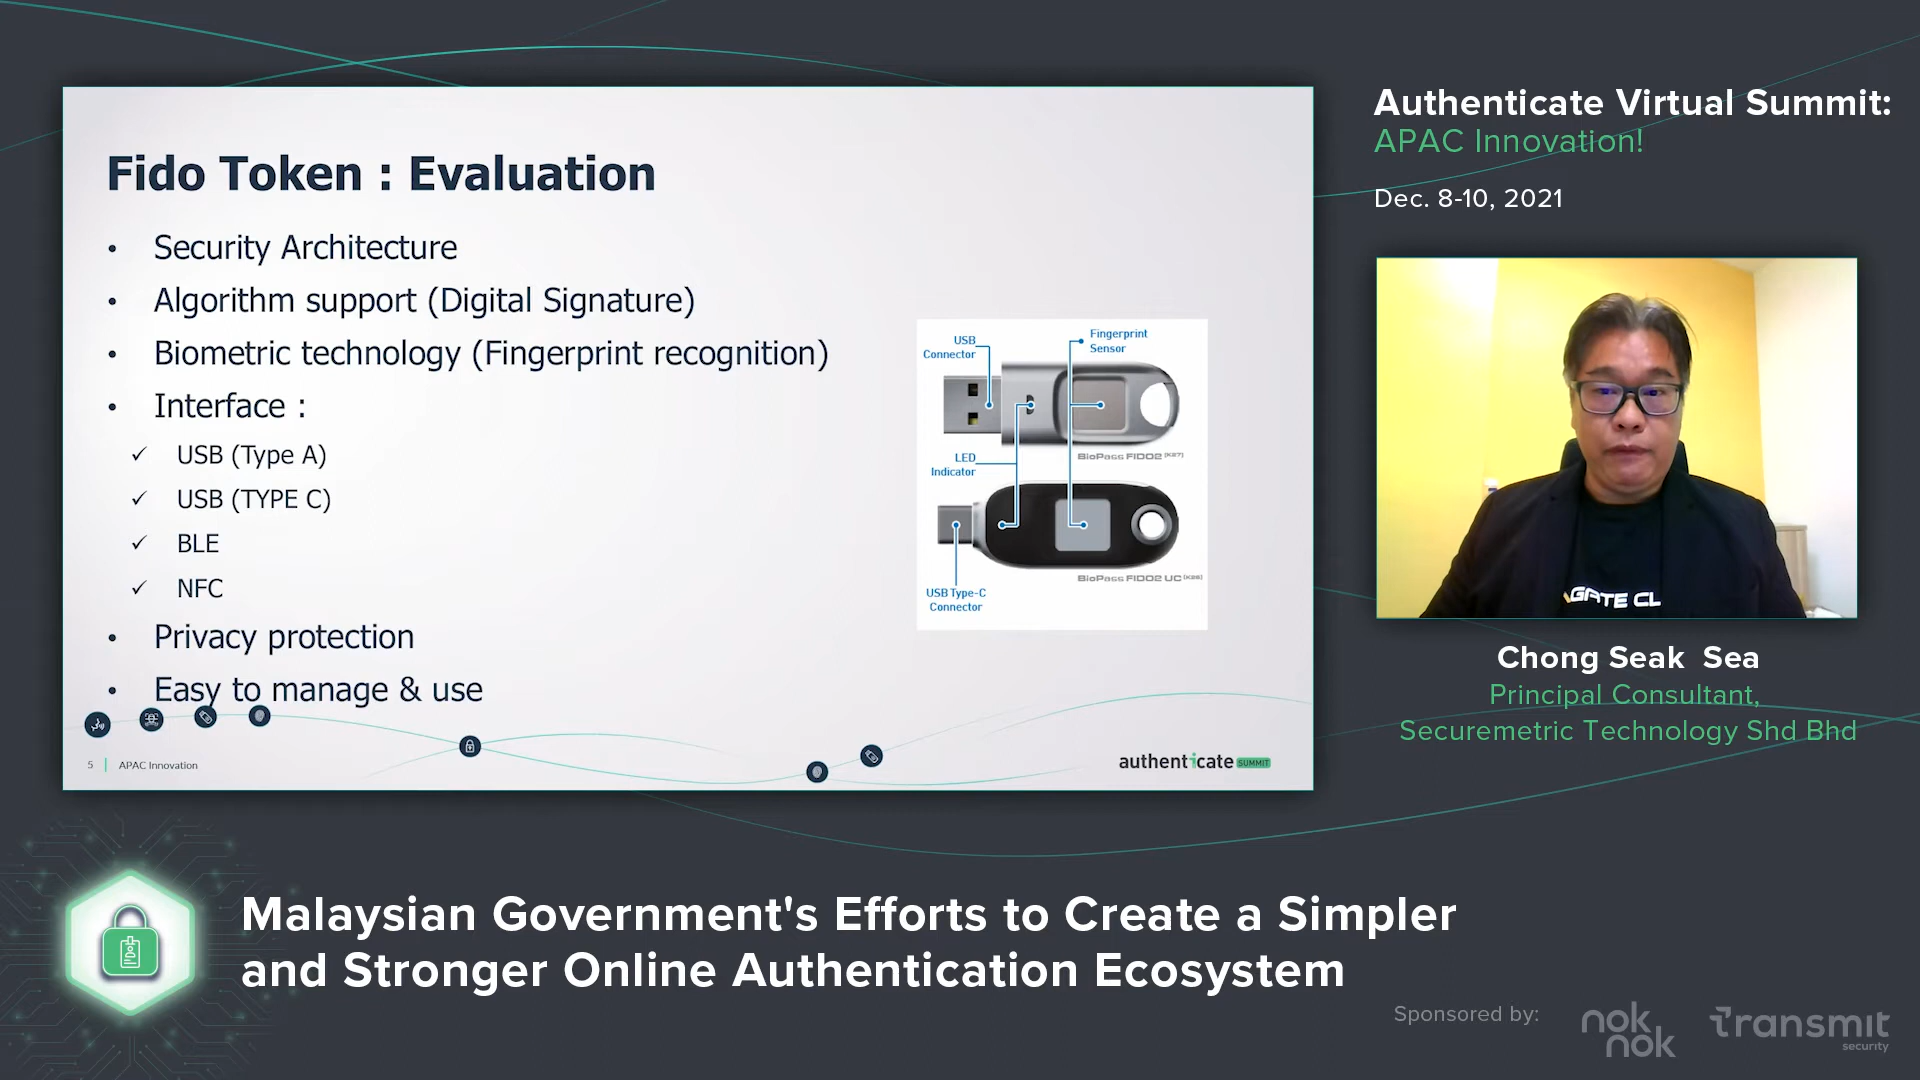 Fido Token : Evaluation
• Security Architecture
• Algorithm support (Digital Signature)
• Biometric technology (Fingerprint recognition)
• Interface :
✓ USB (Type A)
✓ USB (TYPE C)
✓ BLE
✓ NFC
• Privacy protection
• Easy to manage & use
USB
Connector
Fingerprint
Sensor
BioPass FIDO2 [K27]
LED
Indicator
BioPass FIDO2 UC [K26]
USB Type-C
Connector
5 | APAC Innovation
authenticate SUMMIT
Authenticate Virtual Summit:
APAC Innovation!
Dec. 8-10, 2021
GATE CL
Chong Seak Sea
Principal Consultant,
Securemetric Technology Shd Bhd
Malaysian Government's Efforts to Create a Simpler
and Stronger Online Authentication Ecosystem
Sponsored by:
nok
nok
Transmit
security